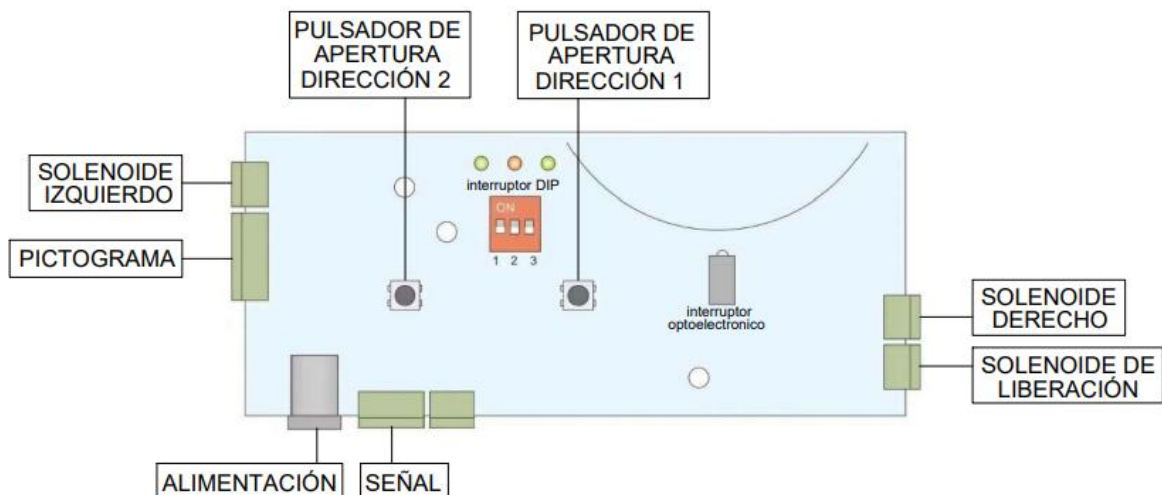 PULSADOR DE
APERTURA
DIRECCIÓN 2
PULSADOR DE
APERTURA
DIRECCIÓN 1
SOLENOIDE
IZQUIERDO
PICTOGRAMA
interruptor DIP
ON
1 2 3
interruptor
optoelectronico
SOLENOIDE
DERECHO
SOLENOIDE DE
LIBERACIÓN
ALIMENTACIÓN
SEÑAL